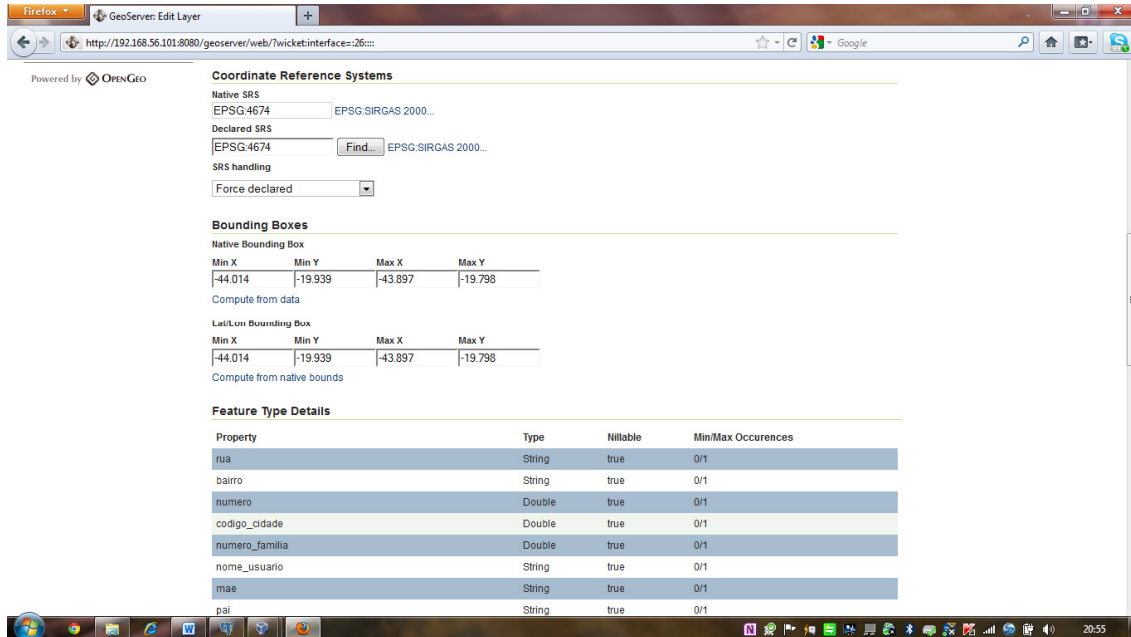 Firefox
GeoServer: Edit Layer
http://192.168.56.101:8080/geoserver/web/?wicket:interface=:26::::
Google
Powered by OPENGEO
Coordinate Reference Systems
Native SRS
EPSG:4674 EPSG:SIRGAS 2000...
Declared SRS
EPSG:4674 Find... EPSG:SIRGAS 2000...
SRS handling
Force declared
Bounding Boxes
Native Bounding Box
Min X Min Y Max X Max Y
-44.014 -19.939 -43.897 -19.798
Compute from data
Lat/Lon Bounding Box
Min X Min Y Max X Max Y
-44.014 -19.939 -43.897 -19.798
Compute from native bounds
Feature Type Details
Property Type Nillable Min/Max Occurences
rua String true 0/1
bairro String true 0/1
numero Double true 0/1
codigo_cidade Double true 0/1
numero_familia Double true 0/1
nome_usuario String true 0/1
mae String true 0/1
pai String true 0/1
20:55